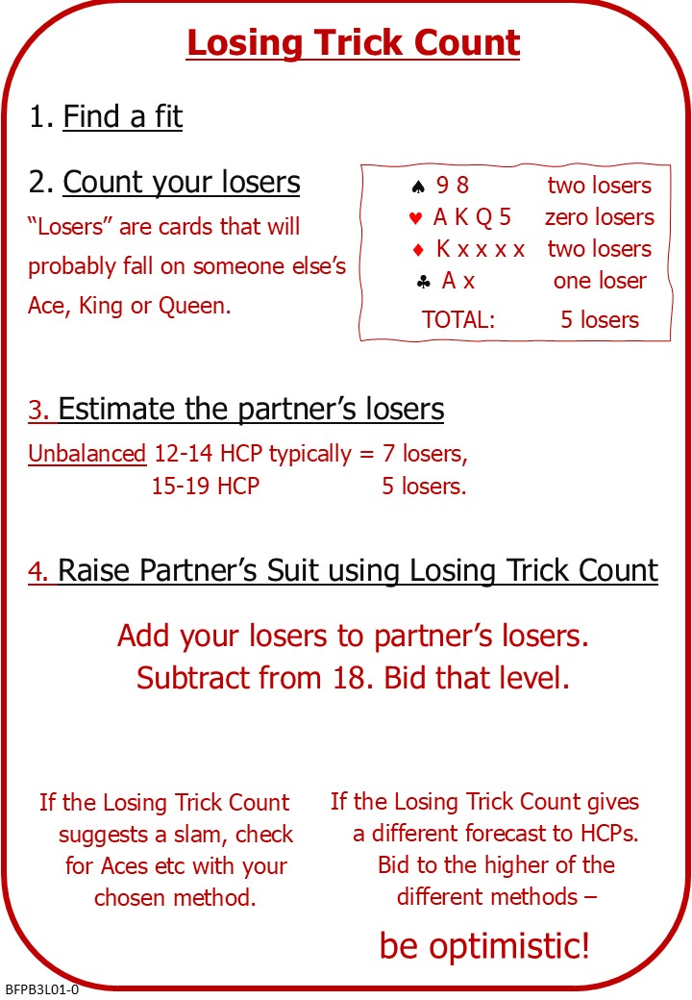 Losing Trick Count
1. Find a fit
2. Count your losers
“Losers” are cards that will
probably fall on someone else’s
Ace, King or Queen.
♠ 9 8 two losers
♥ A K Q 5 zero losers
♦ K x x x x two losers
♣ A x one loser
TOTAL: 5 losers
3. Estimate the partner’s losers
Unbalanced 12-14 HCP typically = 7 losers,
15-19 HCP 5 losers.
4. Raise Partner’s Suit using Losing Trick Count
Add your losers to partner’s losers.
Subtract from 18. Bid that level.
If the Losing Trick Count
suggests a slam, check
for Aces etc with your
chosen method.
If the Losing Trick Count gives
a different forecast to HCPs.
Bid to the higher of the
different methods –
be optimistic!
BFPB3L01-0